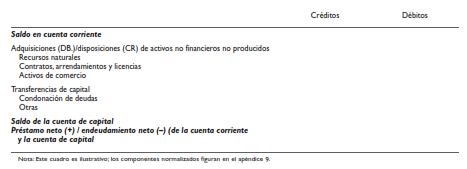 Créditos Débitos
Saldo en cuenta corriente
Adquisiciones (DB.)/disposiciones (CR) de activos no financieros no producidos
Recursos naturales
Contratos, arrendamientos y licencias
Activos de comercio
Transferencias de capital
Condonación de deudas
Otras
Saldo de la cuenta de capital
Préstamo neto (+) / endeudamiento neto (–) (de la cuenta corriente
y la cuenta de capital
Nota: Este cuadro es ilustrativo; los componentes normalizados figuran en el apéndice 9.